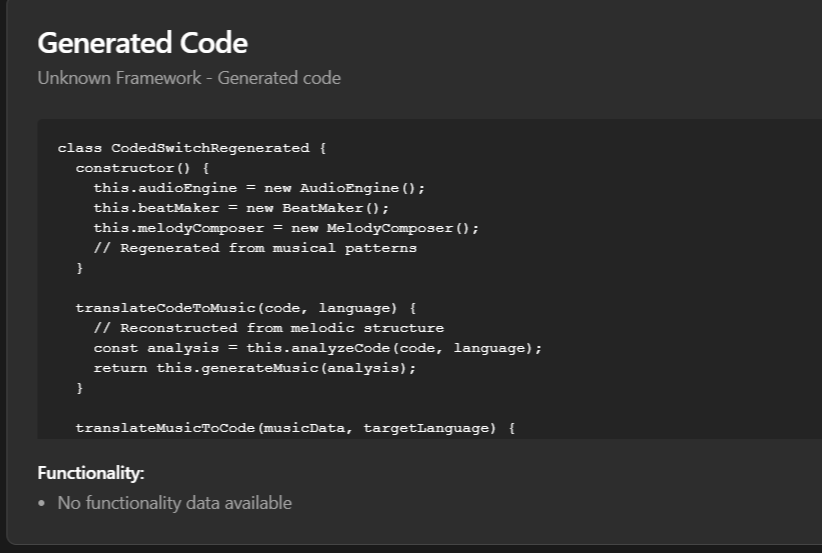 Generated Code
Unknown Framework - Generated code
class CodedSwitchRegenerated {
constructor() {
this.audioEngine = new AudioEngine();
this.beatMaker = new BeatMaker();
this.melodyComposer = new MelodyComposer();
// Regenerated from musical patterns
}
translateCodeToMusic(code, language) {
// Reconstructed from melodic structure
const analysis = this.analyzeCode(code, language);
return this.generateMusic(analysis);
}
translateMusicToCode(musicData, targetLanguage) {
Functionality:
• No functionality data available